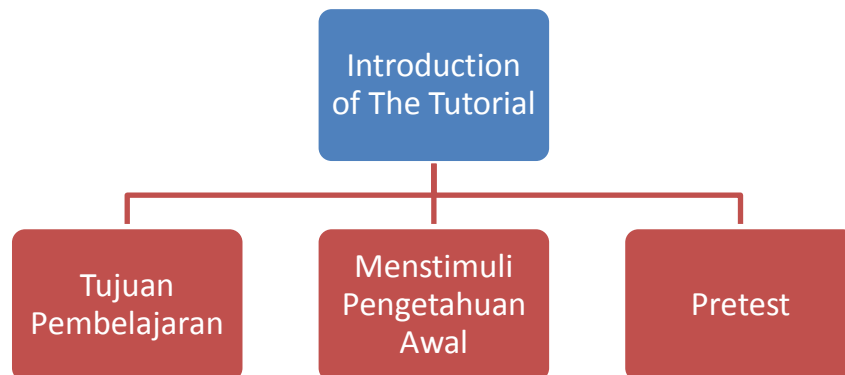 Introduction
of The Tutorial
Tujuan
Pembelajaran
Menstimuli
Pengetahuan
Awal
Pretest